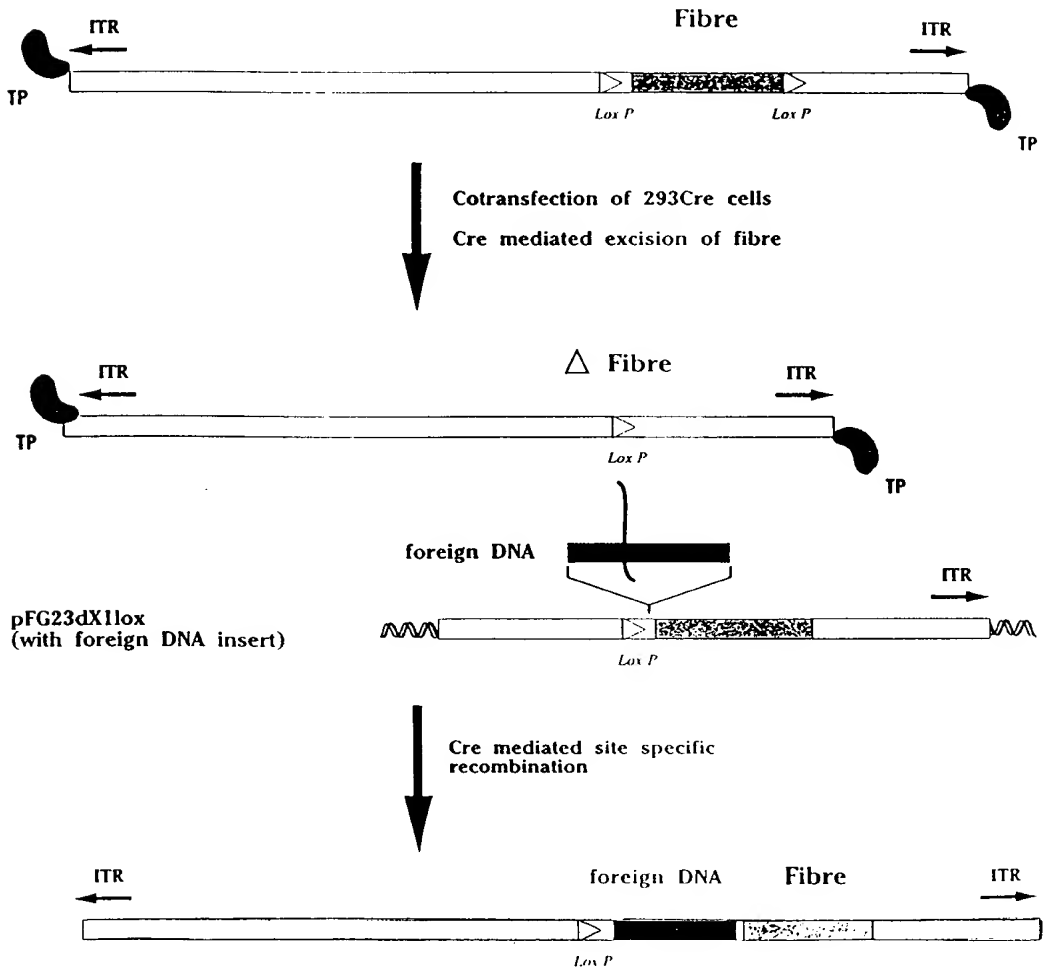 Fibre
ITR
ITR
TP
Lox P
Lox P
TP
Cotransfection of 293Cre cells
Cre mediated excision of fibre
△ Fibre
ITR
ITR
TP
Lox P
TP
foreign DNA
ITR
pFG23dX1lox
(with foreign DNA insert)
Lox P
Cre mediated site specific
recombination
ITR
foreign DNA
Fibre
ITR
Lox P